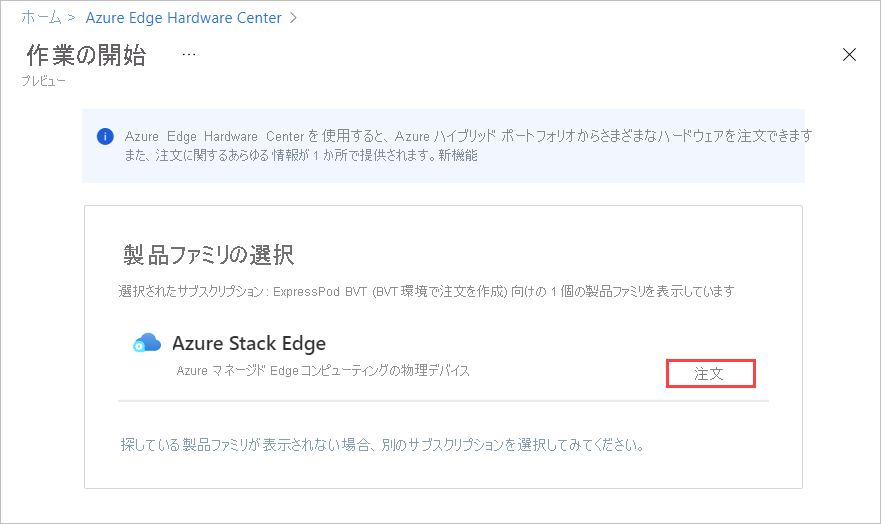 ホーム > Azure Edge Hardware Center >
作業の開始 …
プレビュー
Azure Edge Hardware Center を使用すると、Azure ハイブリッド ポートフォリオからさまざまなハードウェアを注文できます
また、注文に関するあらゆる情報が 1 か所で提供されます。新機能
製品ファミリの選択
選択されたサブスクリプション: ExpressPod BVT (BVT 環境で注文を作成) 向けの 1 個の製品ファミリを表示しています
Azure Stack Edge
Azure マネージド Edge コンピューティングの物理デバイス
注文
探している製品ファミリが表示されない場合、別のサブスクリプションを選択してみてください。